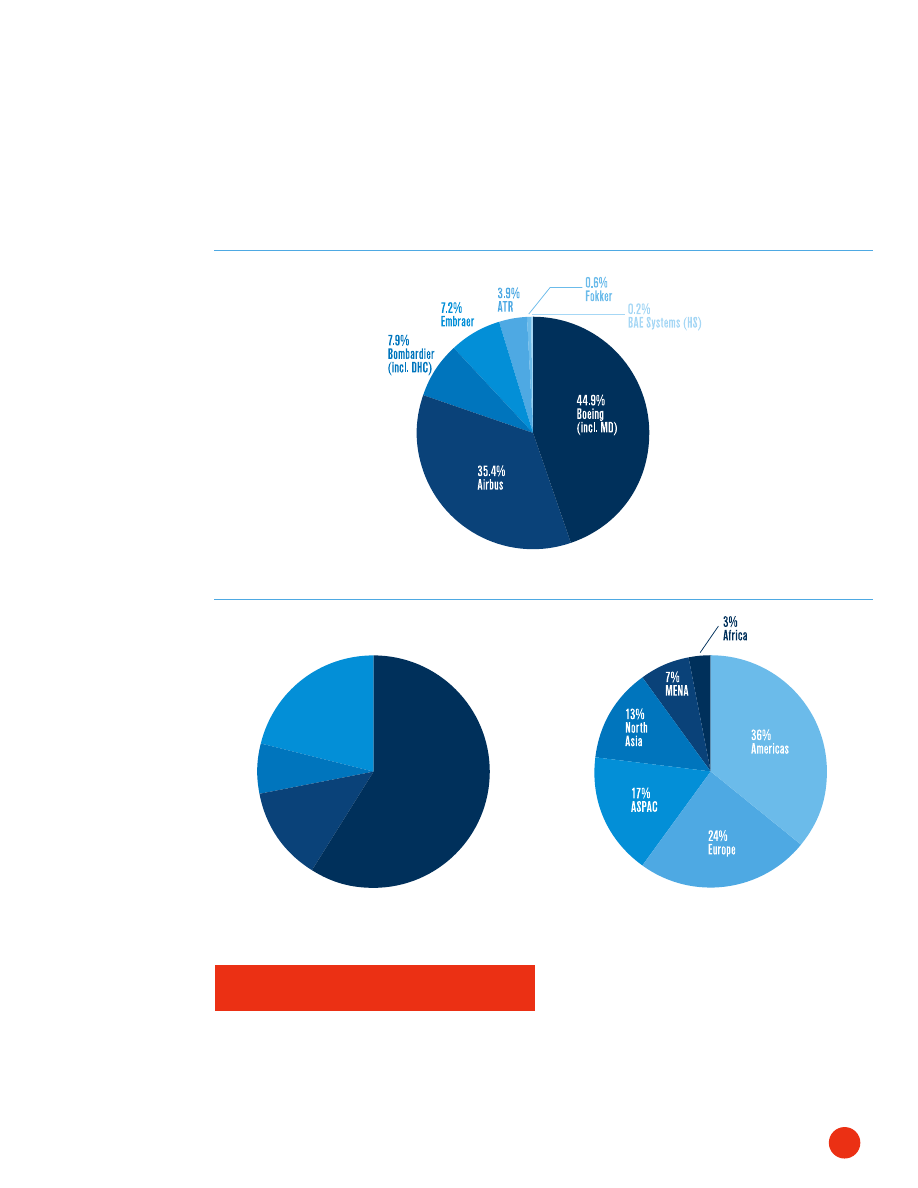 0.6%
Fokker
3.9%
ATR
0.2%
BAE Systems (HS)
7.2%
Embraer
7.9%
Bombardier
(incl. DHC)
44.9%
Boeing
(incl. MD)
35.4%
Airbus
3%
Africa
7%
MENA
13%
North
Asia
36%
Americas
17%
ASPAC
24%
Europe